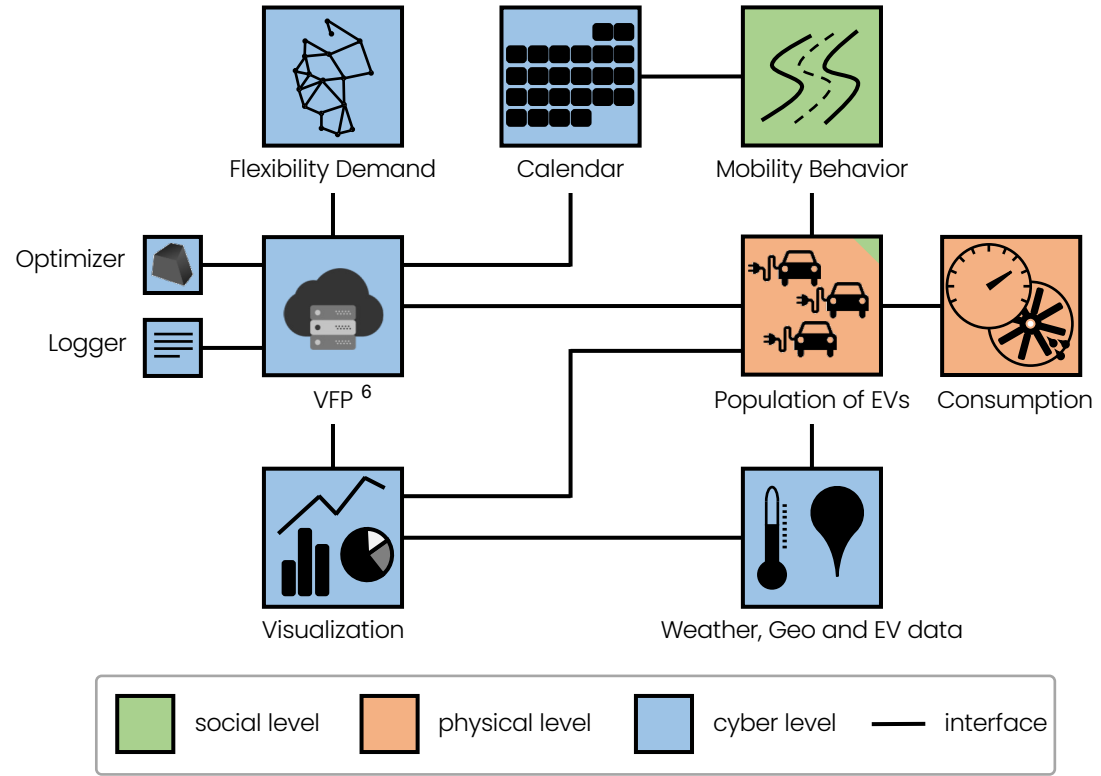 Flexibility Demand
Calendar
Mobility Behavior
Optimizer
Logger
VFP 6
Population of EVs
Consumption
Visualization
Weather, Geo and EV data
social level
physical level
cyber level
interface